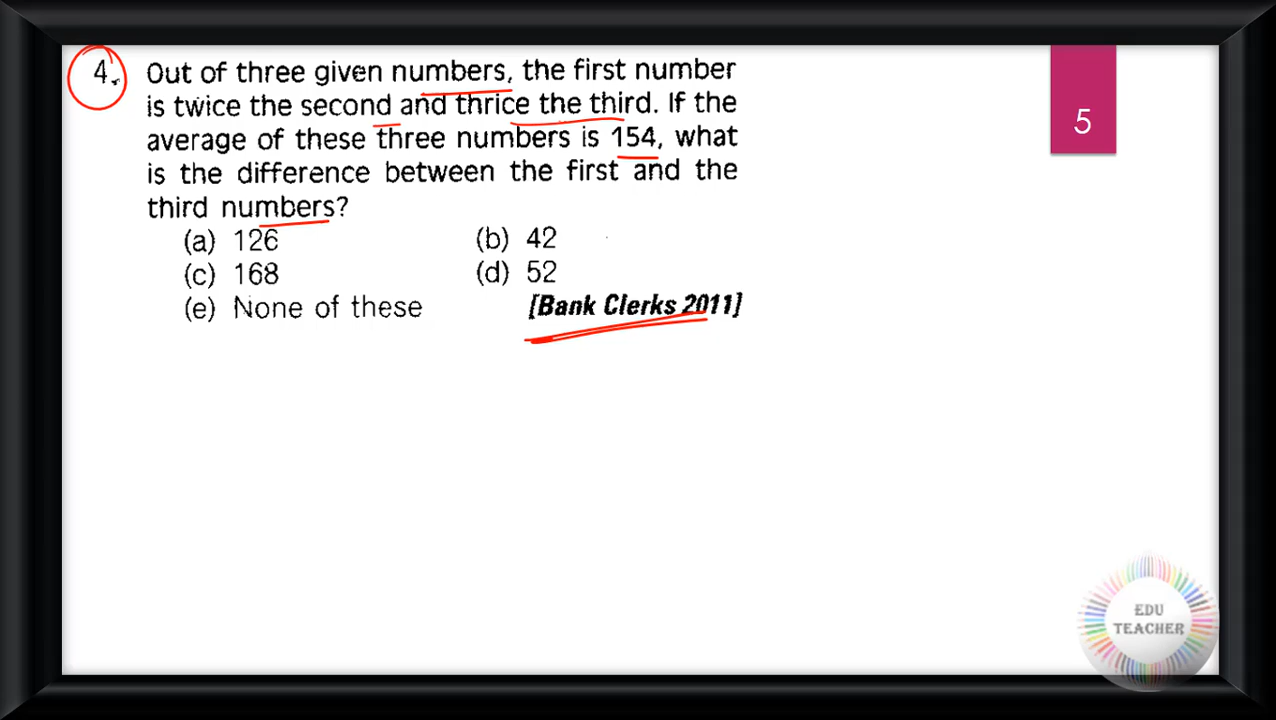 4. Out of three given numbers, the first number
is twice the second and thrice the third. If the
average of these three numbers is 154, what
is the difference between the first and the
third numbers?
(a) 126 (b) 42
(c) 168 (d) 52
(e) None of these [Bank Clerks 2011]
5
EDU
TEACHER